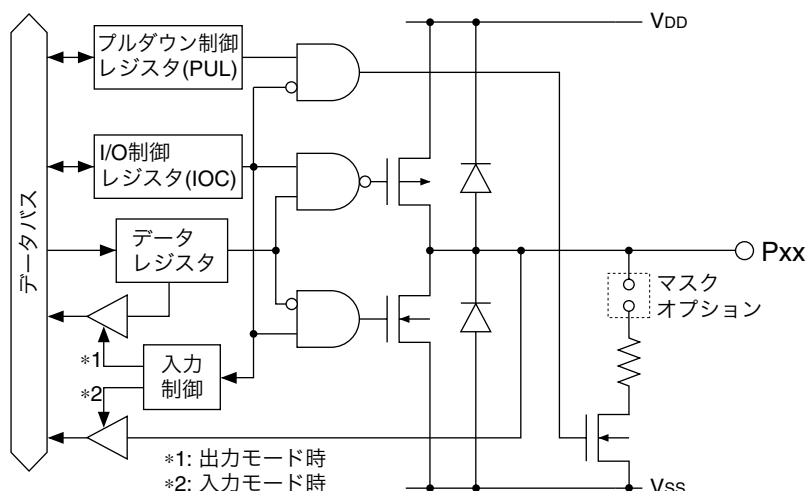 プルダウン制御
レジスタ(PUL)
VDD
I/O制御
レジスタ(IOC)
データバス
データ
レジスタ
Pxx
マスク
オプション
*1
入力
制御
*2
*1: 出力モード時
*2: 入力モード時
VSS